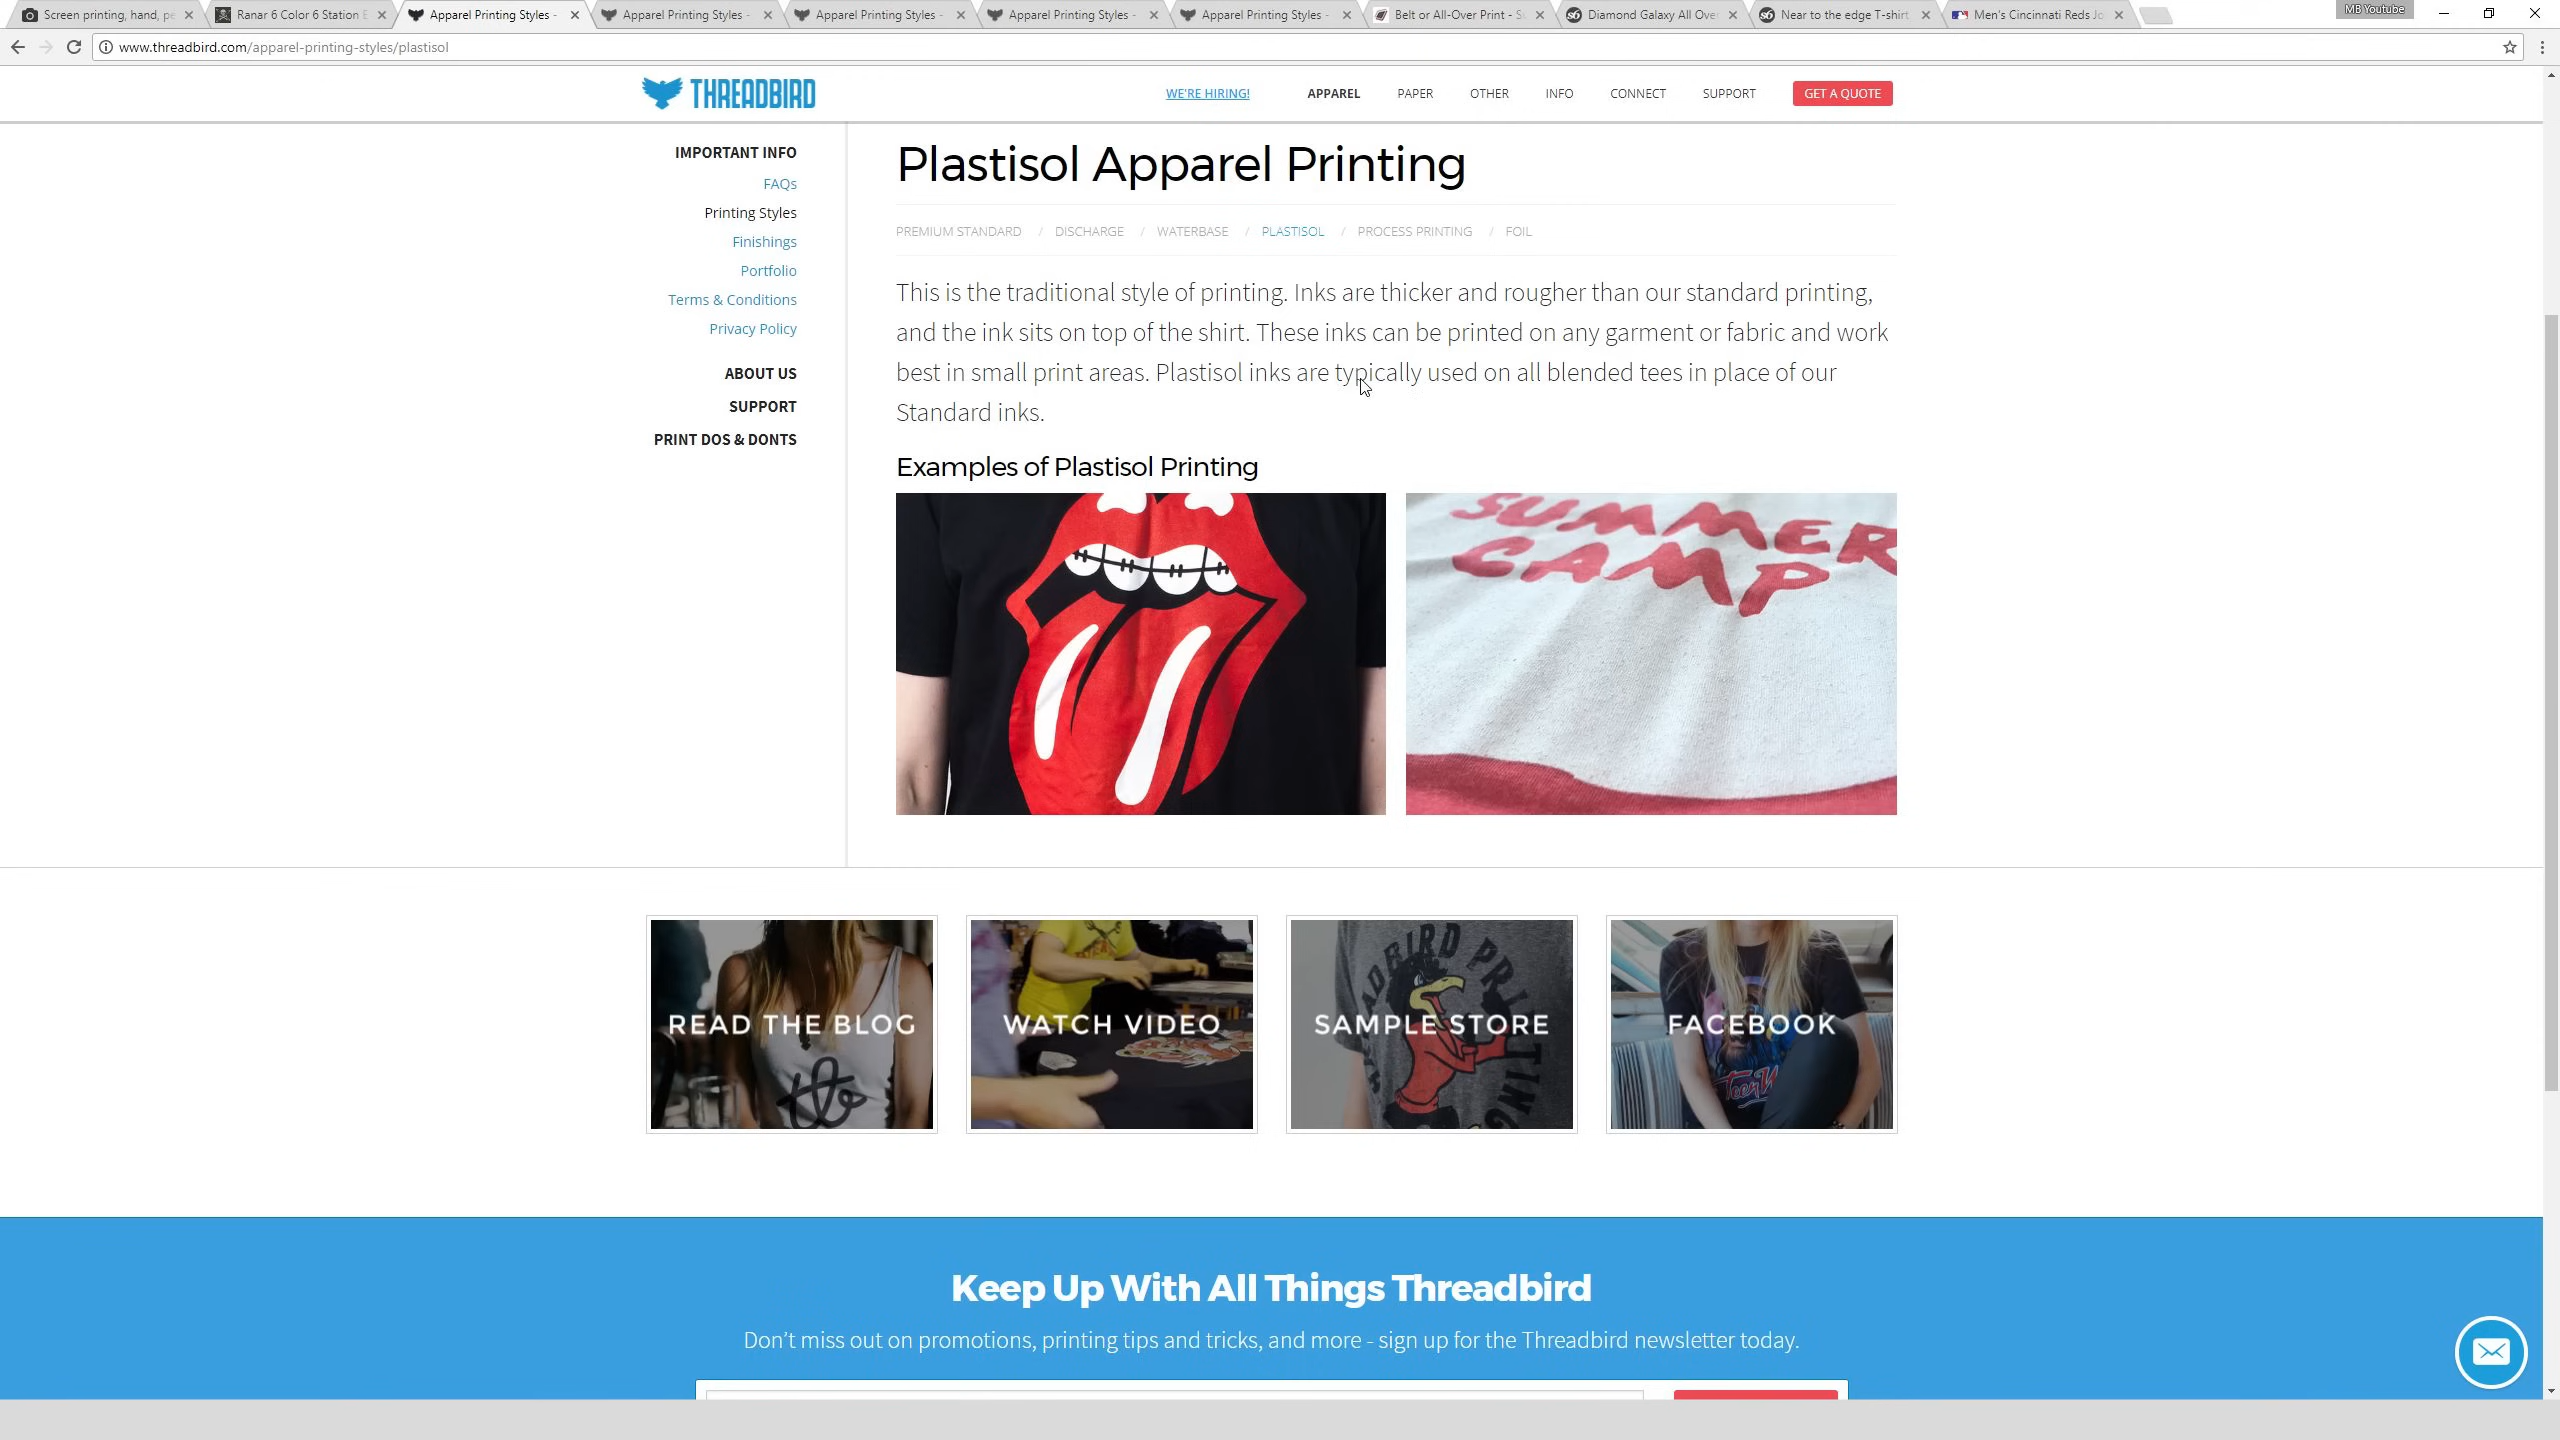 Screen printing, hand, pe
Ranar 6 Color 6 Station E
Apparel Printing Styles -
Apparel Printing Styles -
Apparel Printing Styles -
Apparel Printing Styles -
Apparel Printing Styles -
Belt or All-Over Print - S
Diamond Galaxy All Over
Near to the edge T-shirt
Men's Cincinnati Reds Jo
MB Youtube
www.threadbird.com/apparel-printing-styles/plastisol
THREADBIRD
WE'RE HIRING!
APPAREL
PAPER
OTHER
INFO
CONNECT
SUPPORT
GET A QUOTE
IMPORTANT INFO
FAQs
Printing Styles
Finishings
Portfolio
Terms & Conditions
Privacy Policy
ABOUT US
SUPPORT
PRINT DOS & DONTS
Plastisol Apparel Printing
PREMIUM STANDARD / DISCHARGE / WATERBASE / PLASTISOL / PROCESS PRINTING / FOIL
This is the traditional style of printing. Inks are thicker and rougher than our standard printing,
and the ink sits on top of the shirt. These inks can be printed on any garment or fabric and work
best in small print areas. Plastisol inks are typically used on all blended tees in place of our
Standard inks.
Examples of Plastisol Printing
SUMMER
CAMP
READ THE BLOG
WATCH VIDEO
THREADBIRD PRINTING
SAMPLE STORE
FACEBOOK
Keep Up With All Things Threadbird
Don't miss out on promotions, printing tips and tricks, and more - sign up for the Threadbird newsletter today.